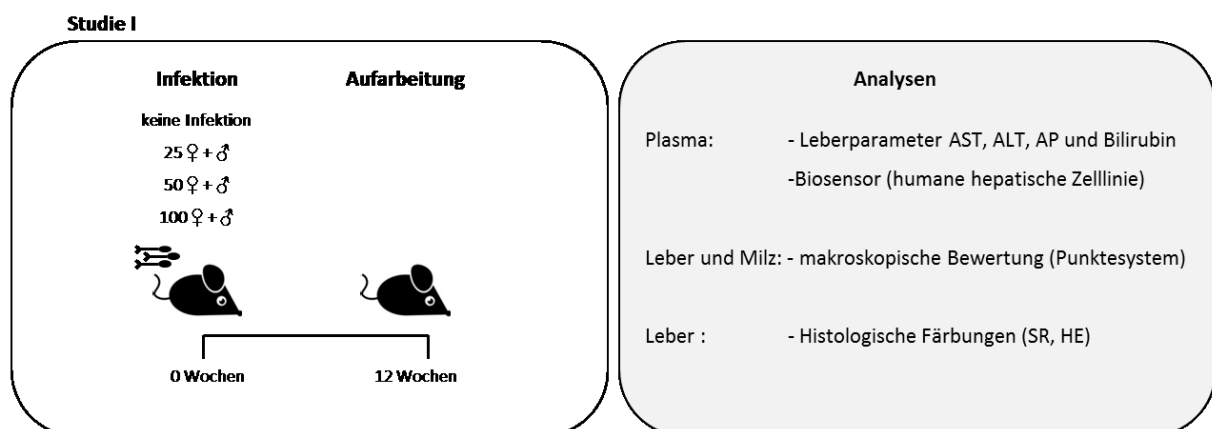 Studie I
Infektion
Aufarbeitung
keine Infektion
25 ♀ + ♂
50 ♀ + ♂
100 ♀ + ♂
0 Wochen
12 Wochen
Analysen
Plasma: - Leberparameter AST, ALT, AP und Bilirubin
-Biosensor (humane hepatische Zelllinie)
Leber und Milz: - makroskopische Bewertung (Punktesystem)
Leber : - Histologische Färbungen (SR, HE)